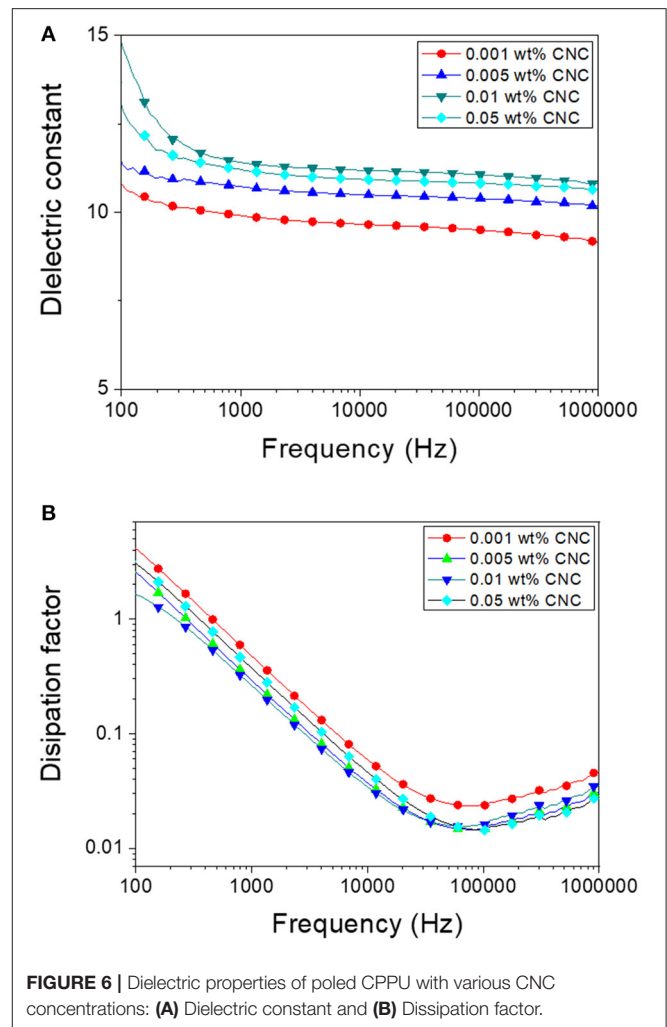 A
15
10
5
DIelectric constant
0.001 wt% CNC
0.005 wt% CNC
0.01 wt% CNC
0.05 wt% CNC
100 1000 10000 100000 1000000
Frequency (Hz)
B
1
0.1
0.01
Disipation factor
0.001 wt% CNC
0.005 wt% CNC
0.01 wt% CNC
0.05 wt% CNC
100 1000 10000 100000 1000000
Frequency (Hz)
FIGURE 6 | Dielectric properties of poled CPPU with various CNC
concentrations: (A) Dielectric constant and (B) Dissipation factor.